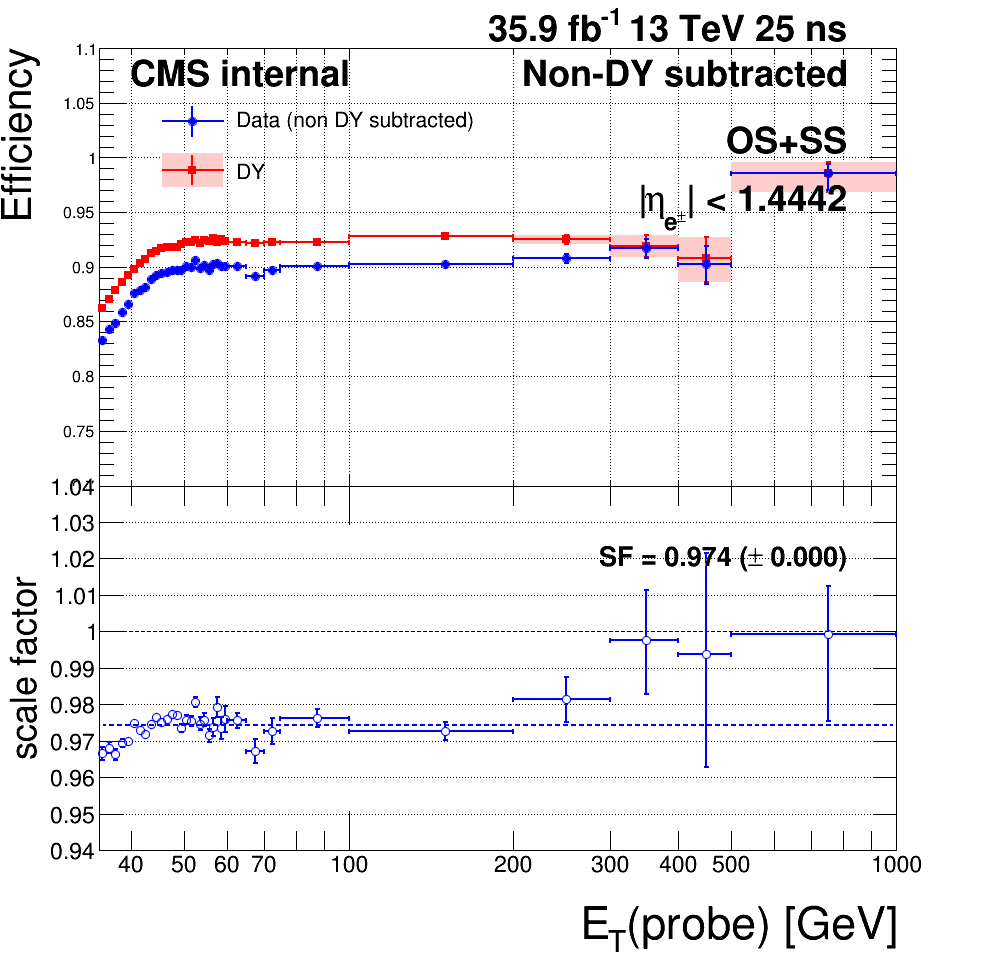 35.9 fb⁻¹ 13 TeV 25 ns
Efficiency
1.1
1.05
1
0.95
0.9
0.85
0.8
0.75
CMS internal
Non-DY subtracted
Data (non DY subtracted)
DY
OS+SS
|η_e±| < 1.4442
scale factor
1.04
1.03
1.02
1.01
1
0.99
0.98
0.97
0.96
0.95
0.94
SF = 0.974 (± 0.000)
40 50 60 70 100 200 300 400 500 1000
E_T(probe) [GeV]